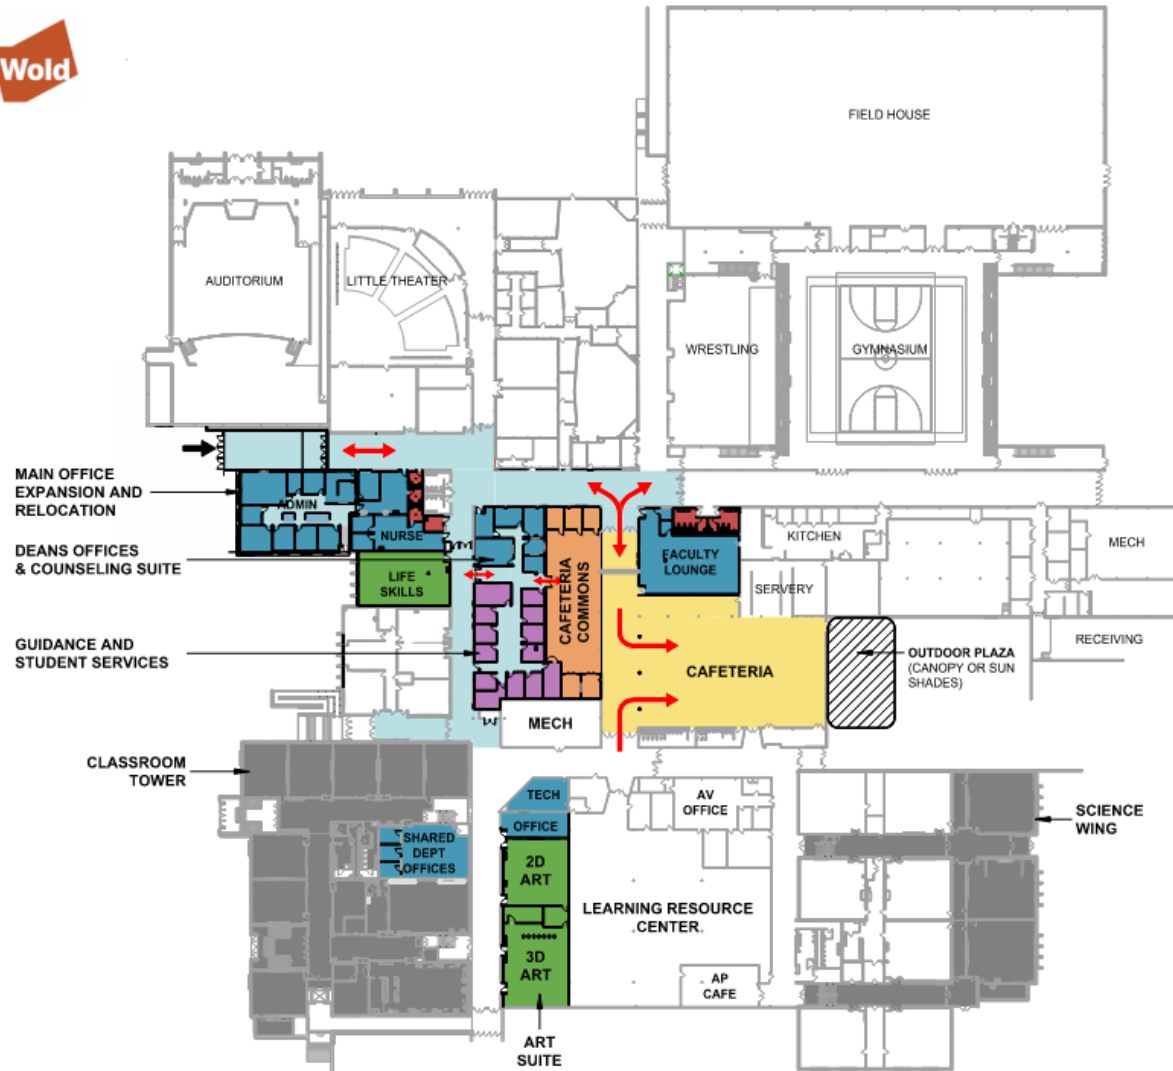 Wold
FIELD HOUSE
AUDITORIUM
LITTLE THEATER
WRESTLING
GYMNASIUM
MAIN OFFICE
EXPANSION AND
RELOCATION
ADMIN
NURSE
DEANS OFFICES
& COUNSELING SUITE
LIFE
SKILLS
GUIDANCE AND
STUDENT SERVICES
CAFETERIA
COMMONS
FACULTY
LOUNGE
KITCHEN
MECH
SERVERY
RECEIVING
CAFETERIA
OUTDOOR PLAZA
(CANOPY OR SUN
SHADES)
MECH
CLASSROOM
TOWER
SHARED
DEPT
OFFICES
TECH
OFFICE
2D
ART
3D
ART
AV
OFFICE
LEARNING RESOURCE
CENTER
AP
CAFE
SCIENCE
WING
ART
SUITE